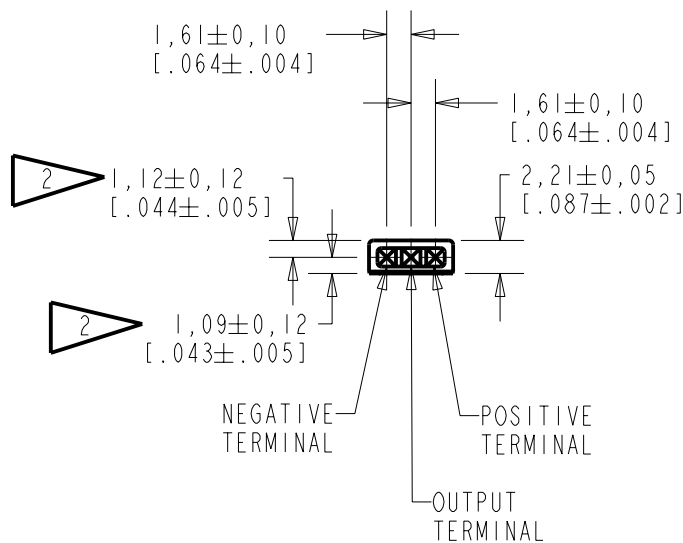 1,61±0,10
[.064±.004]
1,61±0,10
[.064±.004]
2
1,12±0,12
[.044±.005]
2,21±0,05
[.087±.002]
2
1,09±0,12
[.043±.005]
NEGATIVE
TERMINAL
POSITIVE
TERMINAL
OUTPUT
TERMINAL